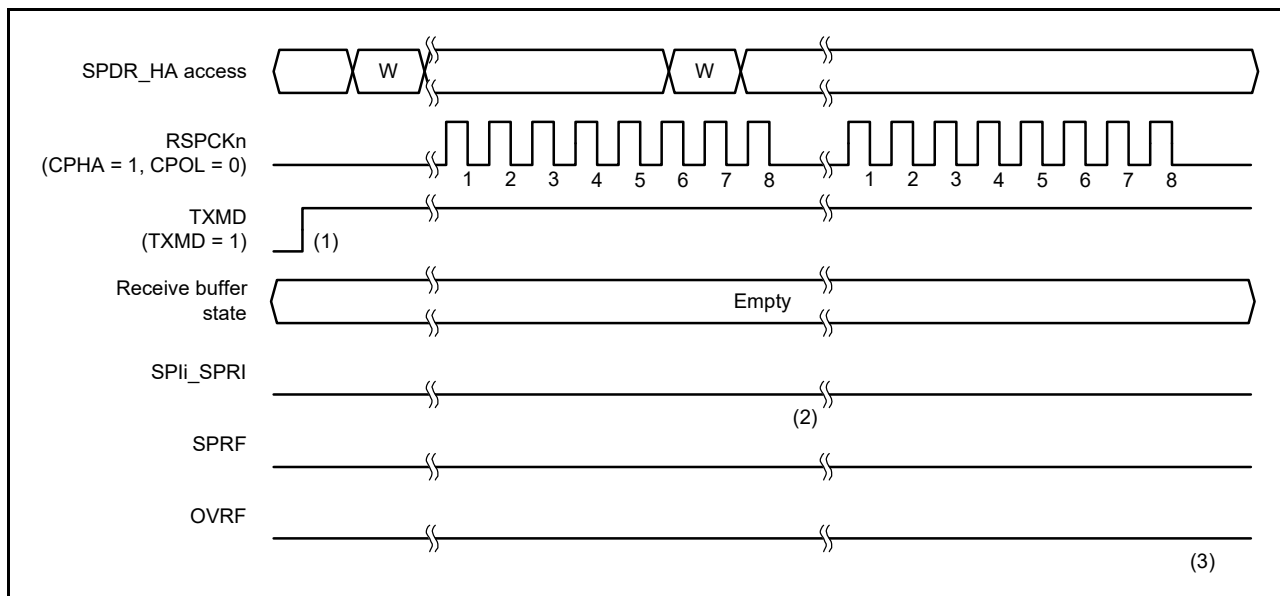 SPDR_HA access
W
W
RSPCKn
(CPHA = 1, CPOL = 0)
1 2 3 4 5 6 7 8
1 2 3 4 5 6 7 8
TXMD
(TXMD = 1)
(1)
Receive buffer
state
Empty
SPIi_SPRI
(2)
SPRF
OVRF
(3)